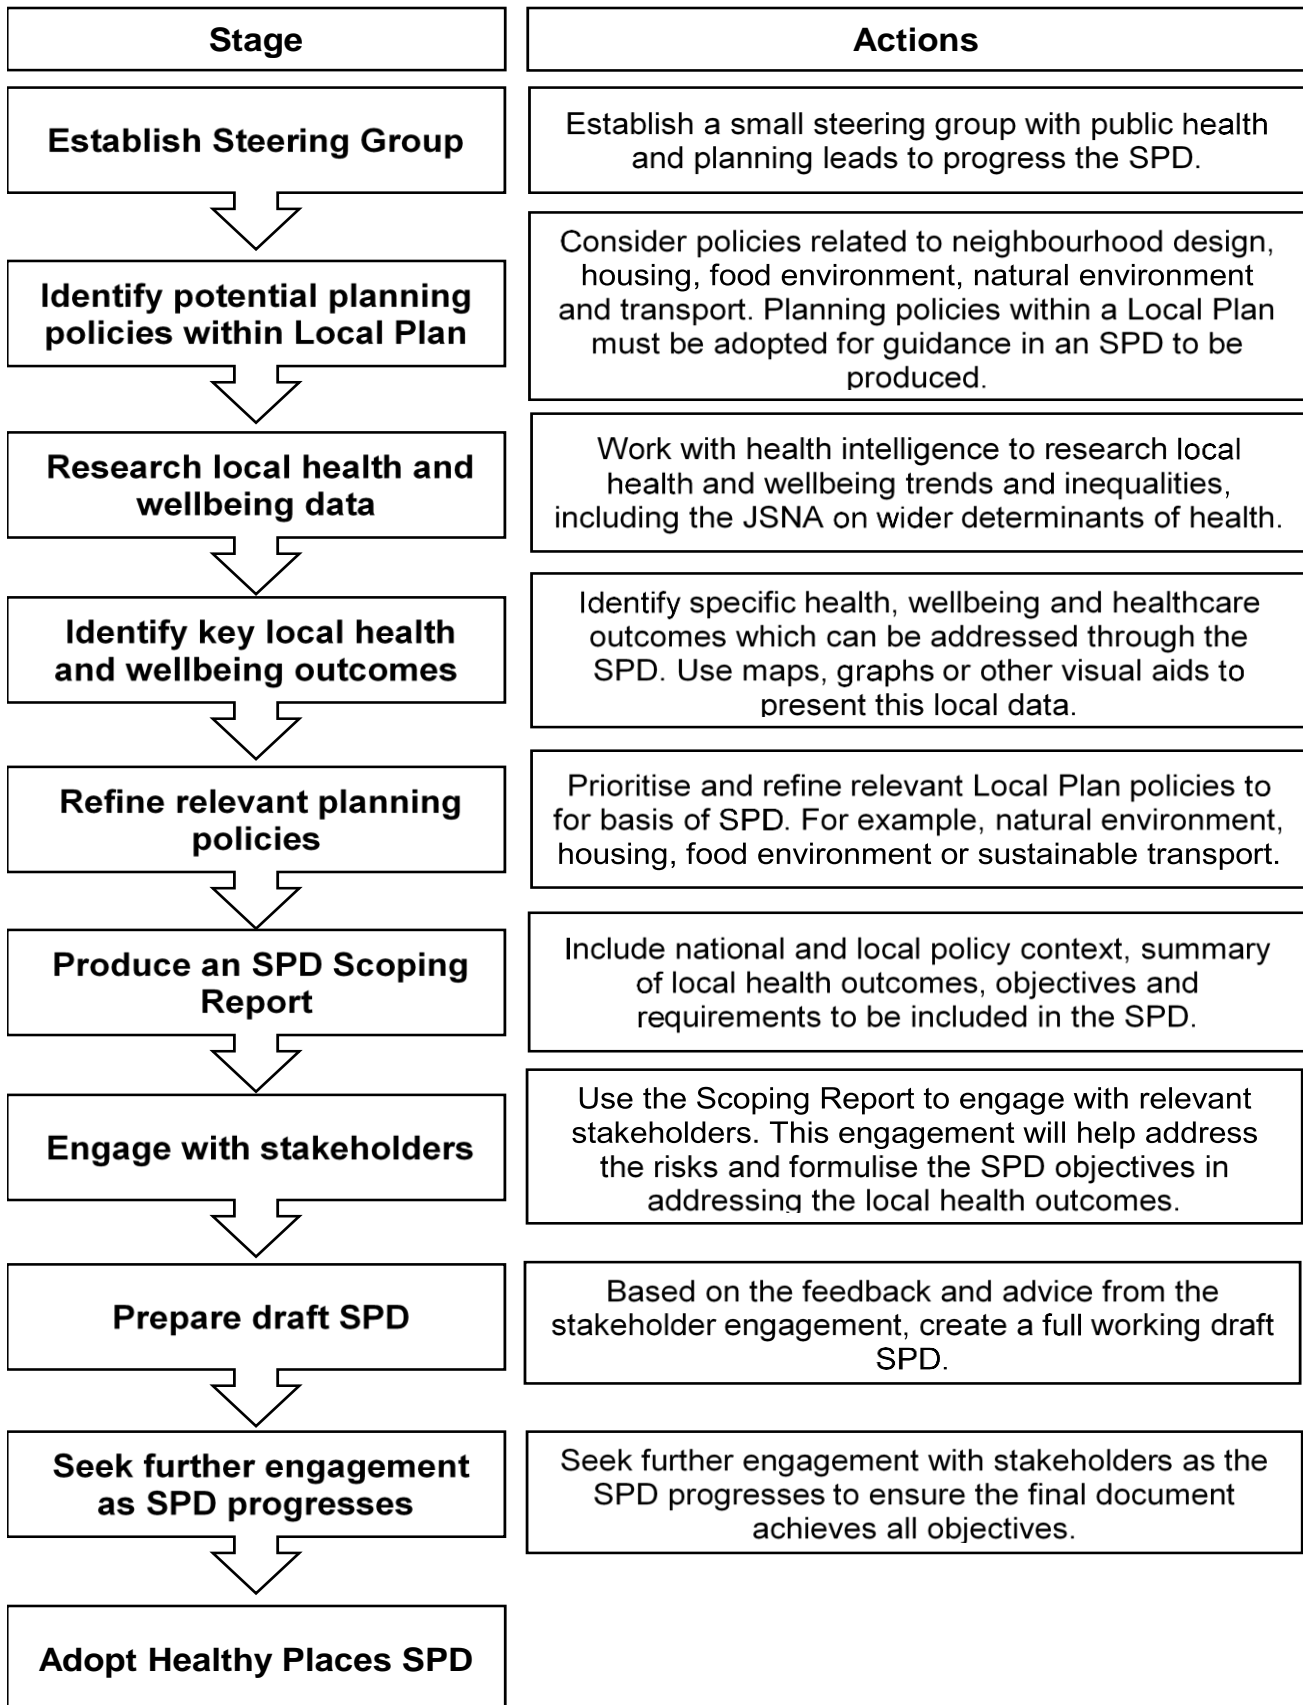 Stage
Actions
Establish Steering Group
Establish a small steering group with public health
and planning leads to progress the SPD.
Identify potential planning
policies within Local Plan
Consider policies related to neighbourhood design,
housing, food environment, natural environment
and transport. Planning policies within a Local Plan
must be adopted for guidance in an SPD to be
produced.
Research local health and
wellbeing data
Work with health intelligence to research local
health and wellbeing trends and inequalities,
including the JSNA on wider determinants of health.
Identify key local health
and wellbeing outcomes
Identify specific health, wellbeing and healthcare
outcomes which can be addressed through the
SPD. Use maps, graphs or other visual aids to
present this local data.
Refine relevant planning
policies
Prioritise and refine relevant Local Plan policies to
for basis of SPD. For example, natural environment,
housing, food environment or sustainable transport.
Produce an SPD Scoping
Report
Include national and local policy context, summary
of local health outcomes, objectives and
requirements to be included in the SPD.
Engage with stakeholders
Use the Scoping Report to engage with relevant
stakeholders. This engagement will help address
the risks and formulise the SPD objectives in
addressing the local health outcomes.
Prepare draft SPD
Based on the feedback and advice from the
stakeholder engagement, create a full working draft
SPD.
Seek further engagement
as SPD progresses
Seek further engagement with stakeholders as the
SPD progresses to ensure the final document
achieves all objectives.
Adopt Healthy Places SPD